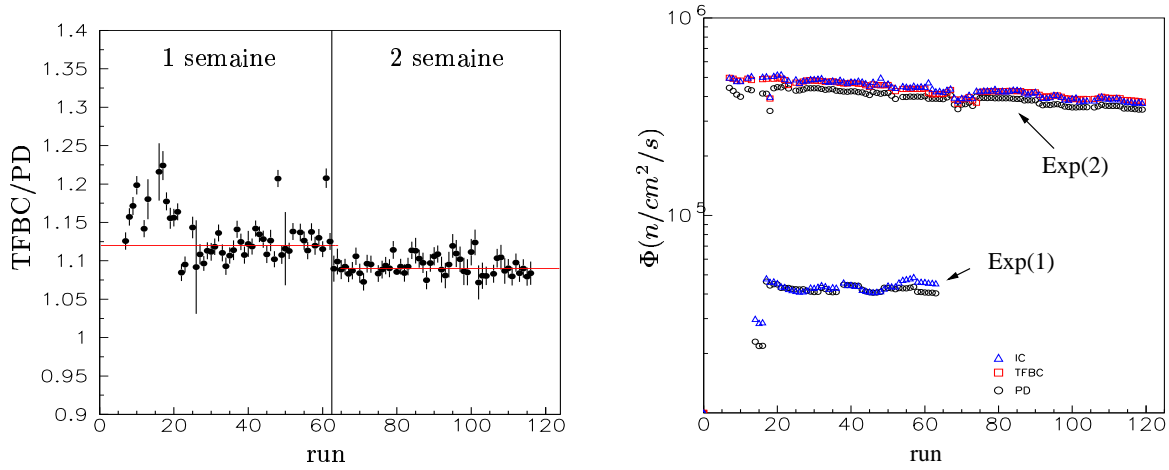 1.4
1.35
1.3
1.25
1.2
1.15
1.1
1.05
1
0.95
0.9
TFBC/PD
1 semaine
2 semaine
0
20
40
60
80
100
120
run
10^6
10^5
Φ(n/cm^2/s)
Exp(2)
Exp(1)
IC
TFBC
PD
0
20
40
60
80
100
120
run